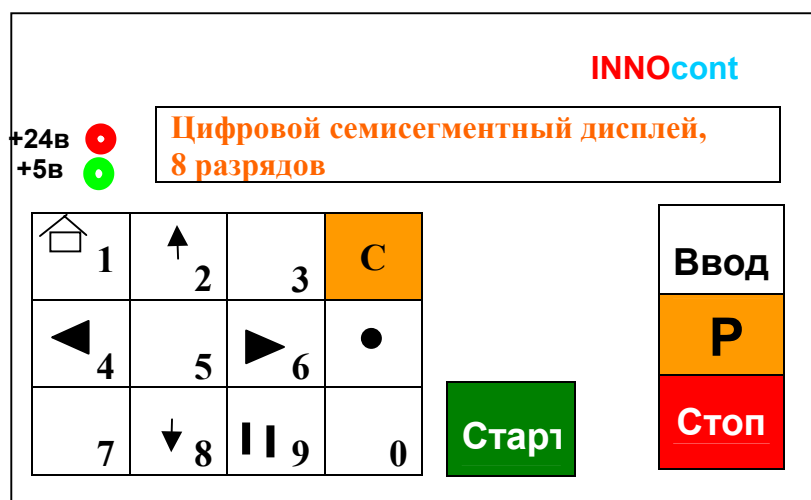 INNOcont
+24в
+5в
Цифровой семисегментный дисплей,
8 разрядов
1 2 3 С
4 5 6
7 8 9 0
Ввод
Р
Старт
Стоп